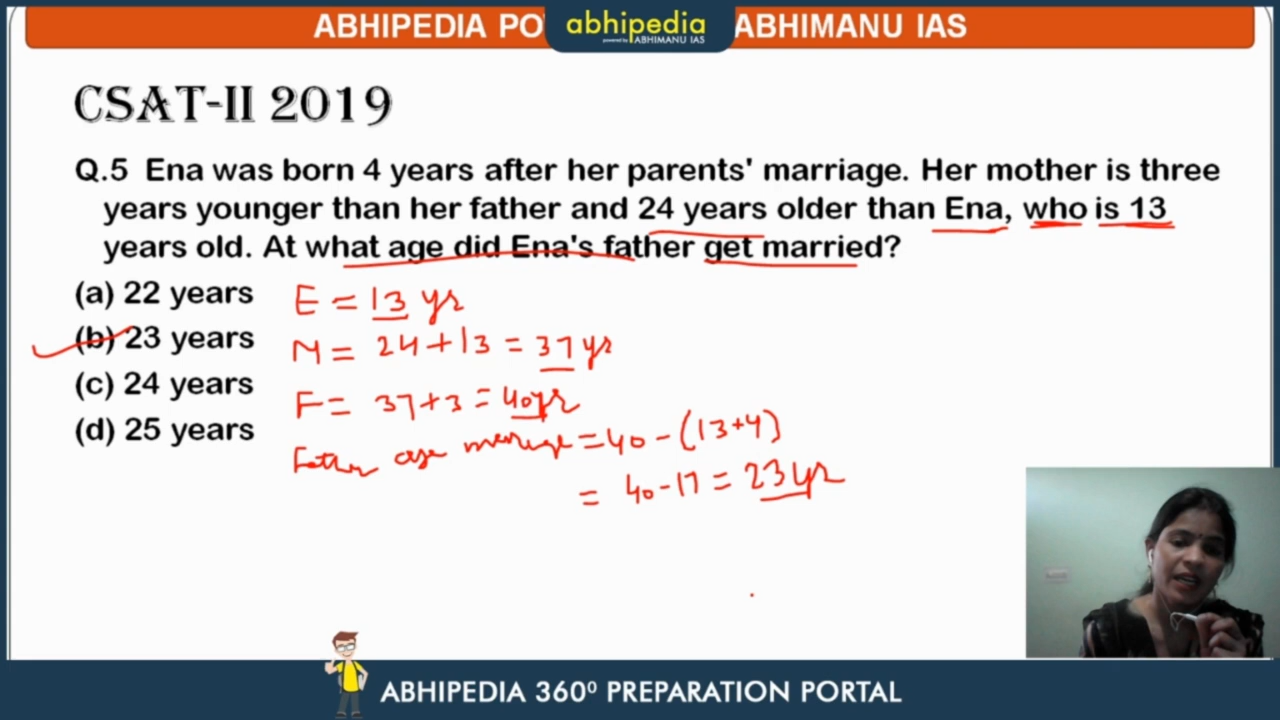 ABHIPEDIA PO
abhipedia
powered by ABHIMANU IAS
ABHIMANU IAS
CSAT-II 2019
Q.5 Ena was born 4 years after her parents' marriage. Her mother is three
years younger than her father and 24 years older than Ena, who is 13
years old. At what age did Ena's father get married?
(a) 22 years
(b) 23 years
(c) 24 years
(d) 25 years
E = 13 yr
M = 24+13 = 37 yr
F = 37+3 = 40yr
Father age marriage = 40-(13+4)
= 40-17 = 23 yr
ABHIPEDIA 360⁰ PREPARATION PORTAL